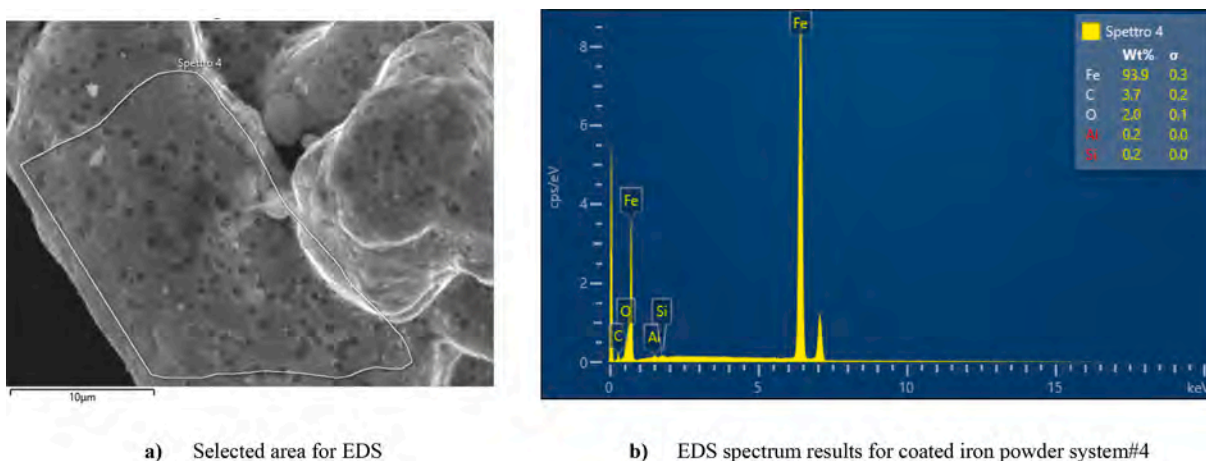 Spettro 4
10µm
cps/eV
8
6
4
2
0
Fe
Fe
O
Si
C
Al
0
5
10
15
keV
Spettro 4
Wt% σ
Fe 93.9 0.3
C 3.7 0.2
O 2.0 0.1
Al 0.2 0.0
Si 0.2 0.0
a) Selected area for EDS
b) EDS spectrum results for coated iron powder system#4